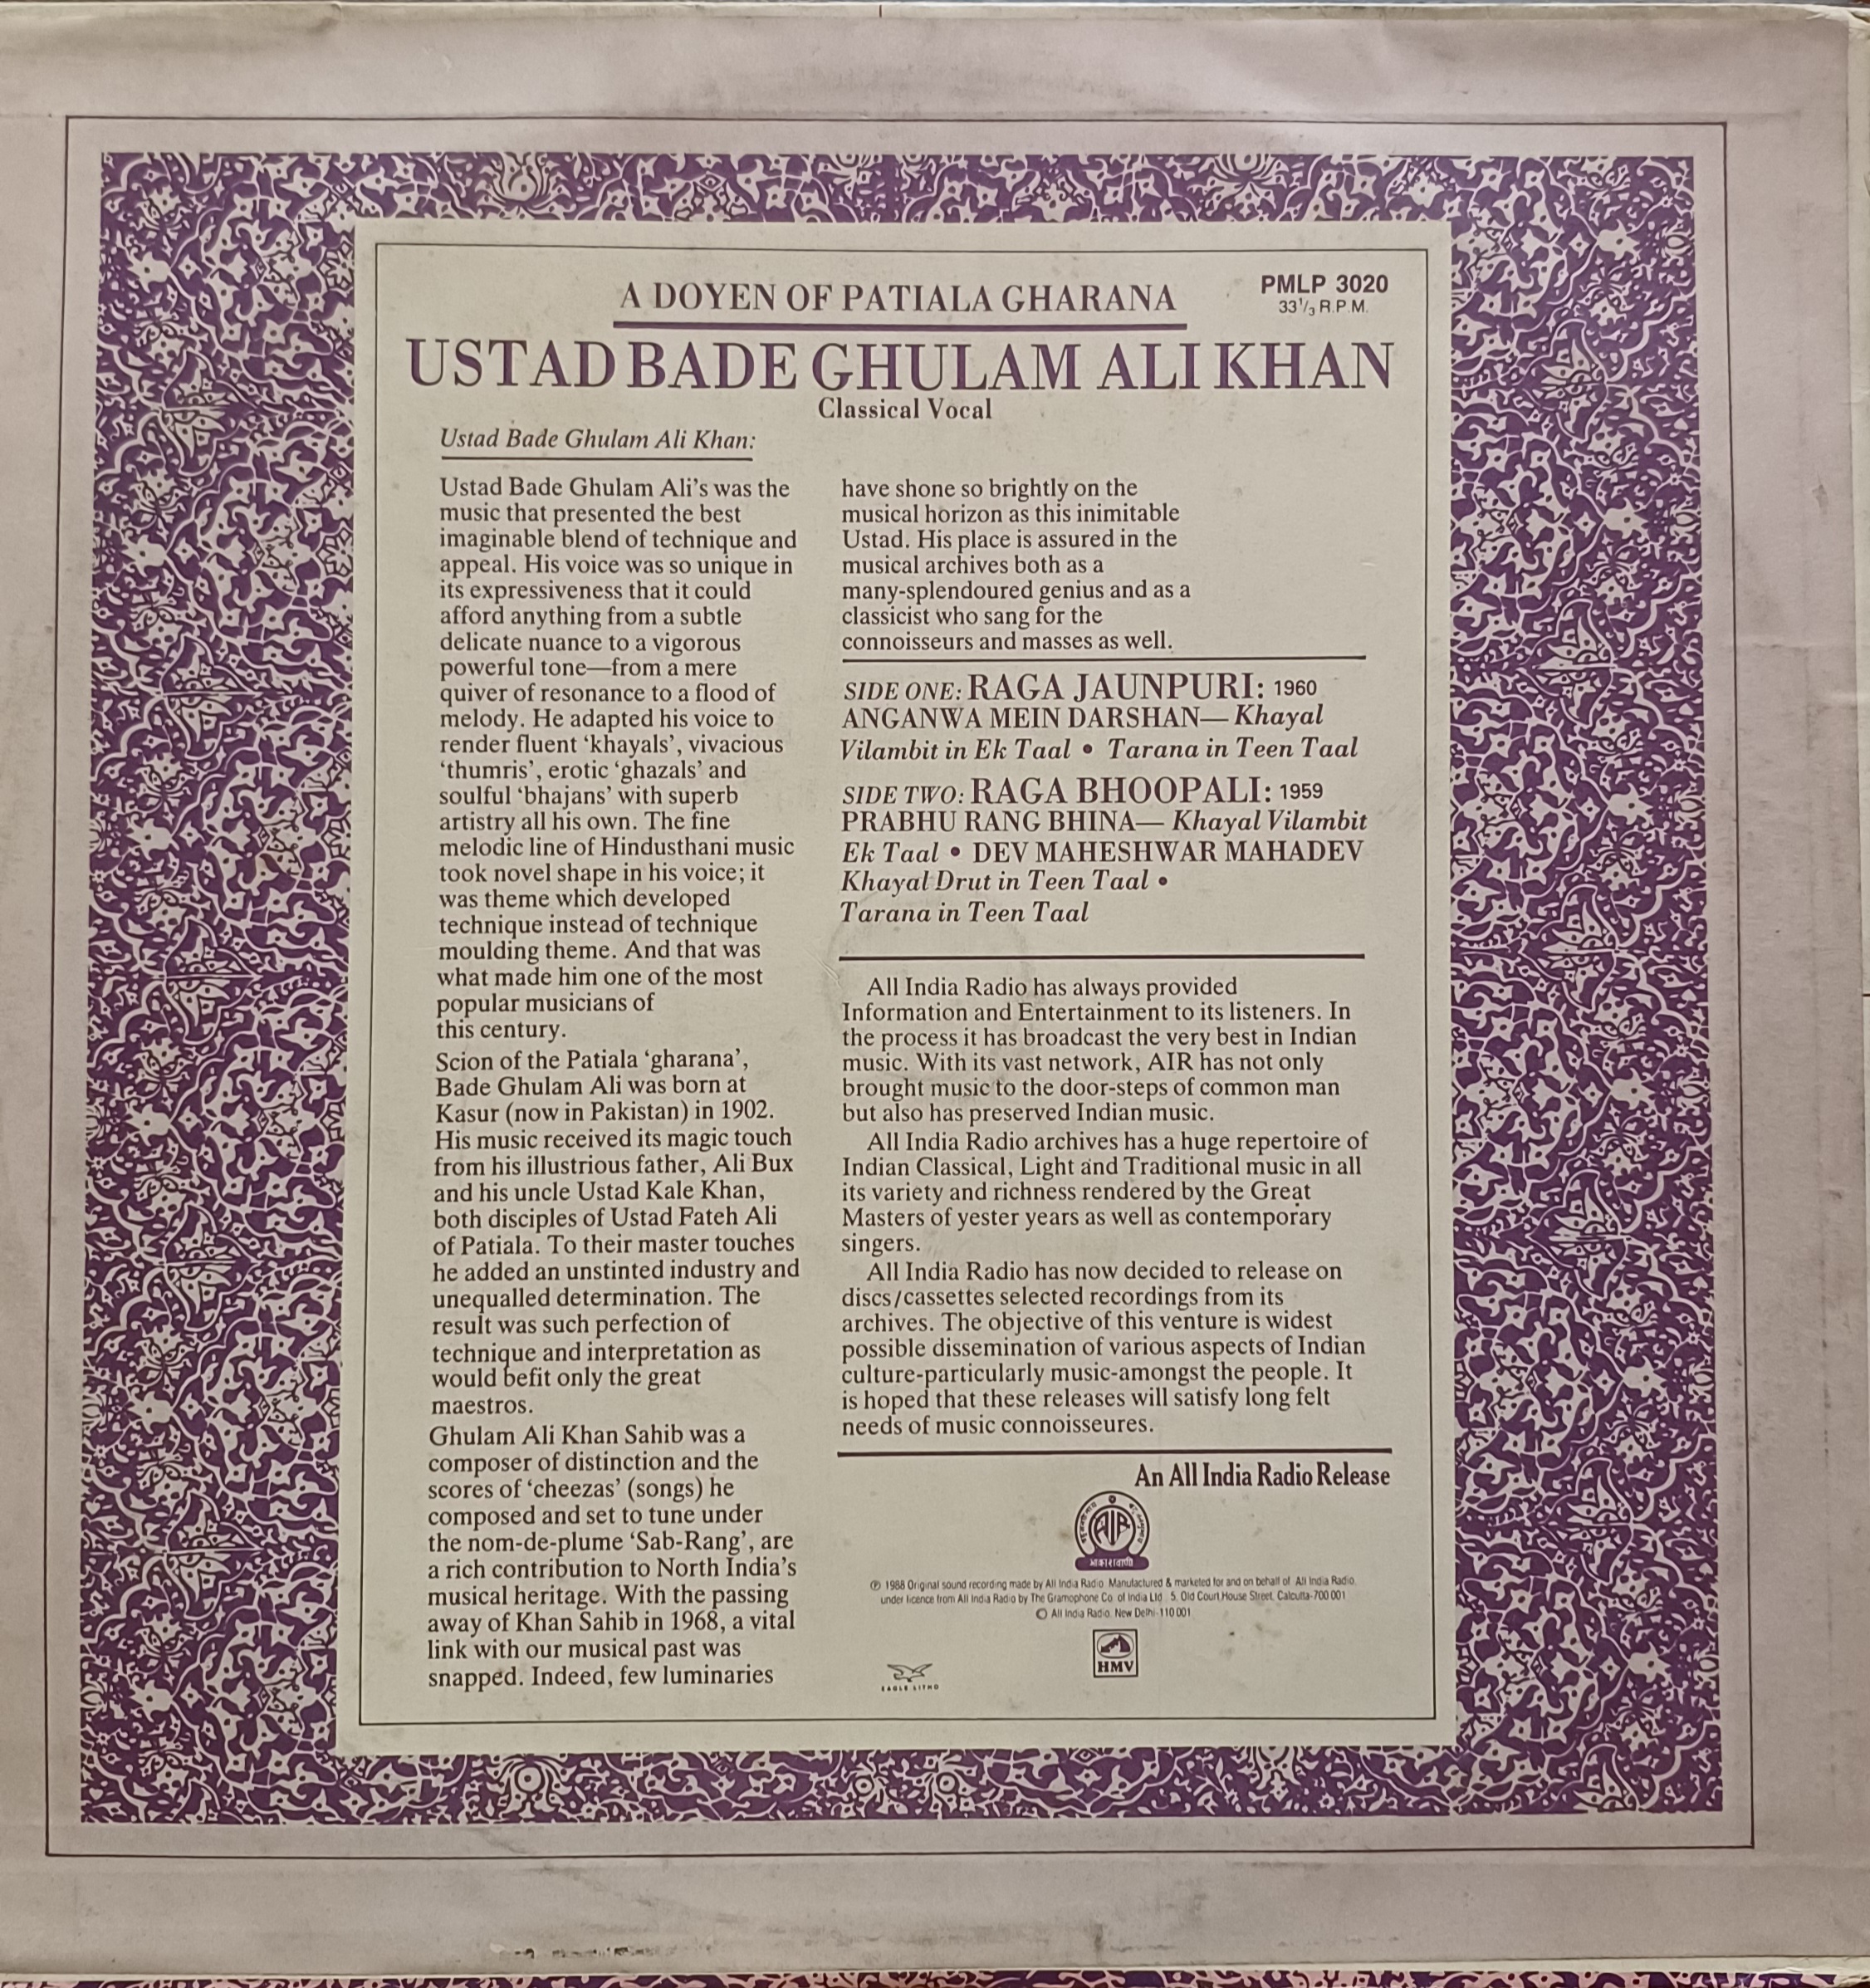 A DOYEN OF PATIALA GHARANA
PMLP 3020
33 1/3 R.P.M.
USTAD BADE GHULAM ALI KHAN
Classical Vocal
Ustad Bade Ghulam Ali Khan:
Ustad Bade Ghulam Ali's was the
music that presented the best
imaginable blend of technique and
appeal. His voice was so unique in
its expressiveness that it could
afford anything from a subtle
delicate nuance to a vigorous
powerful tone—from a mere
quiver of resonance to a flood of
melody. He adapted his voice to
render fluent 'khayals', vivacious
'thumris', erotic 'ghazals' and
soulful 'bhajans' with superb
artistry all his own. The fine
melodic line of Hindusthani music
took novel shape in his voice; it
was theme which developed
technique instead of technique
moulding theme. And that was
what made him one of the most
popular musicians of
this century.
Scion of the Patiala 'gharana',
Bade Ghulam Ali was born at
Kasur (now in Pakistan) in 1902.
His music received its magic touch
from his illustrious father, Ali Bux
and his uncle Ustad Kale Khan,
both disciples of Ustad Fateh Ali
of Patiala. To their master touches
he added an unstinted industry and
unequalled determination. The
result was such perfection of
technique and interpretation as
would befit only the great
maestros.
Ghulam Ali Khan Sahib was a
composer of distinction and the
scores of 'cheezas' (songs) he
composed and set to tune under
the nom-de-plume 'Sab-Rang', are
a rich contribution to North India's
musical heritage. With the passing
away of Khan Sahib in 1968, a vital
link with our musical past was
snapped. Indeed, few luminaries
have shone so brightly on the
musical horizon as this inimitable
Ustad. His place is assured in the
musical archives both as a
many-splendoured genius and as a
classicist who sang for the
connoisseurs and masses as well.
SIDE ONE: RAGA JAUNPURI: 1960
ANGANWA MEIN DARSHAN— Khayal
Vilambit in Ek Taal • Tarana in Teen Taal
SIDE TWO: RAGA BHOOPALI: 1959
PRABHU RANG BHINA— Khayal Vilambit
Ek Taal • DEV MAHESHWAR MAHADEV
Khayal Drut in Teen Taal •
Tarana in Teen Taal
All India Radio has always provided
Information and Entertainment to its listeners. In
the process it has broadcast the very best in Indian
music. With its vast network, AIR has not only
brought music to the door-steps of common man
but also has preserved Indian music.
All India Radio archives has a huge repertoire of
Indian Classical, Light and Traditional music in all
its variety and richness rendered by the Great
Masters of yester years as well as contemporary
singers.
All India Radio has now decided to release on
discs/cassettes selected recordings from its
archives. The objective of this venture is widest
possible dissemination of various aspects of Indian
culture-particularly music-amongst the people. It
is hoped that these releases will satisfy long felt
needs of music connoisseures.
An All India Radio Release
AIR
आकाशवाणी
℗ 1988 Original sound recording made by All India Radio. Manufactured & marketed for and on behalf of All India Radio,
under licence from All India Radio by The Gramophone Co. of India Ltd. 5, Old Court House Street, Calcutta-700 001
© All India Radio, New Delhi-110 001
HMV
EAGLE LITHO